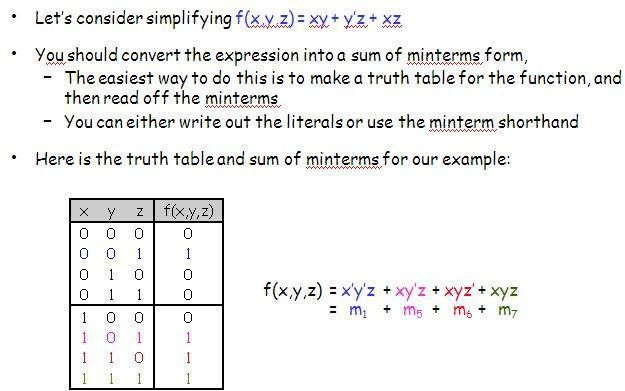 • Let's consider simplifying f(x,y,z) = xy + y'z + xz
• You should convert the expression into a sum of minterms form,
– The easiest way to do this is to make a truth table for the function, and
then read off the minterms
– You can either write out the literals or use the minterm shorthand
• Here is the truth table and sum of minterms for our example:
x y z f(x,y,z)
0 0 0 0
0 0 1 1
0 1 0 0
0 1 1 0
1 0 0 0
1 0 1 1
1 1 0 1
1 1 1 1
f(x,y,z) = x'y'z + xy'z + xyz' + xyz
= m1 + m5 + m6 + m7